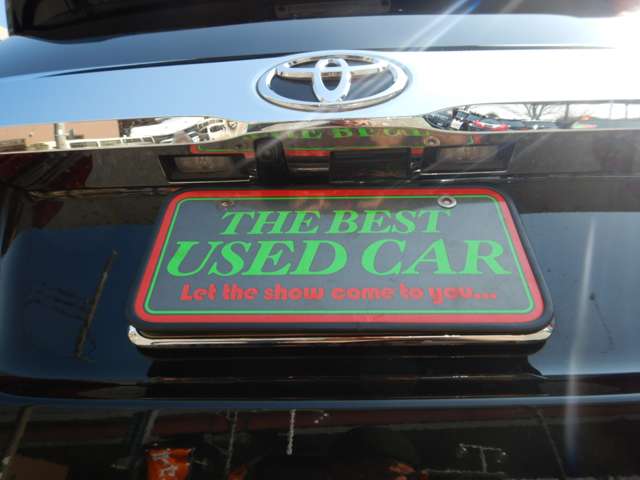 THE BEST
USED CAR
Let the show come to you...